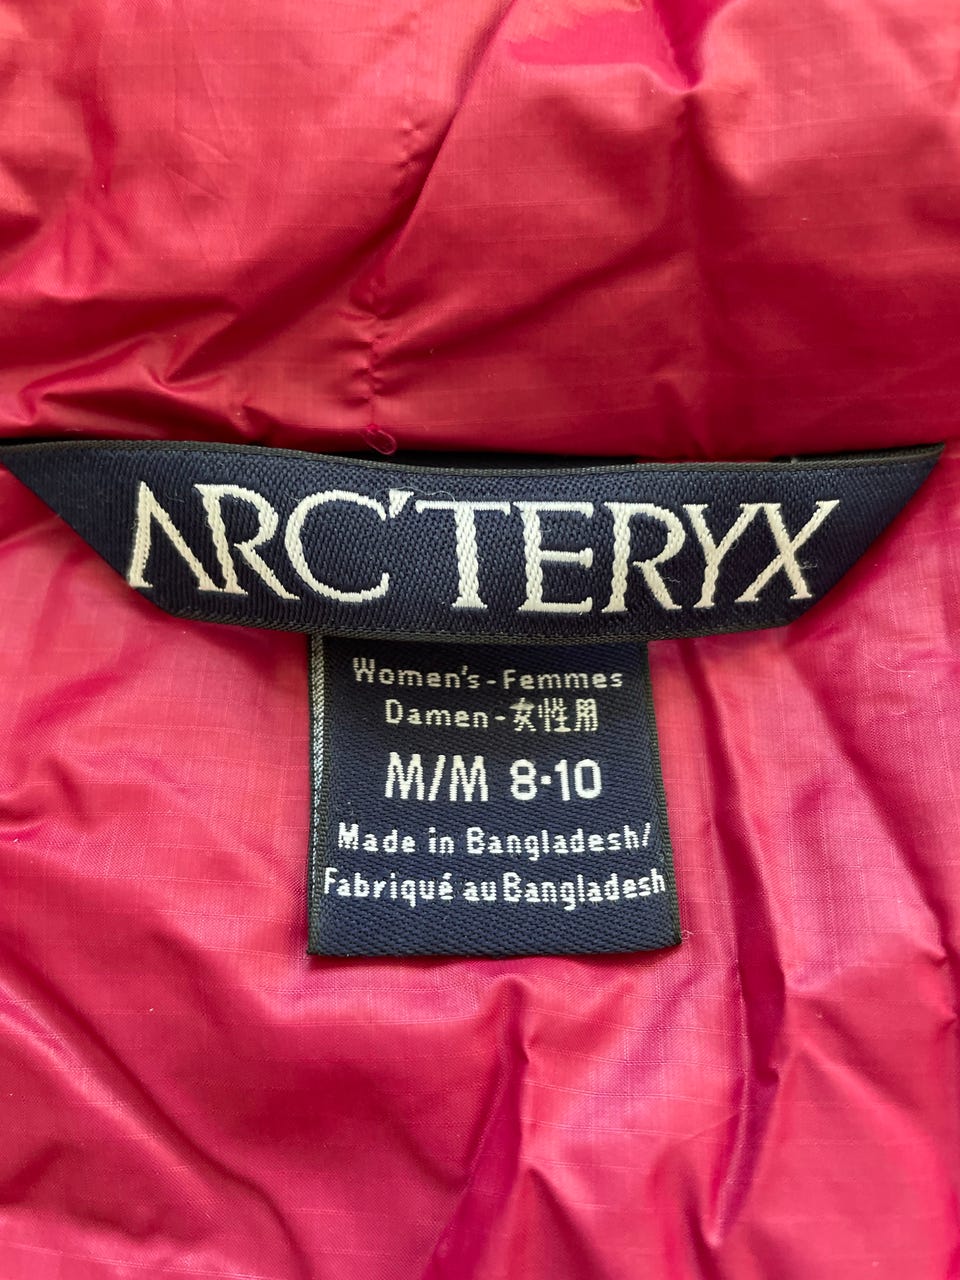 ARC'TERYX
Women's - Femmes
Damen - 女性用
M/M 8-10
Made in Bangladesh/
Fabriqué au Bangladesh